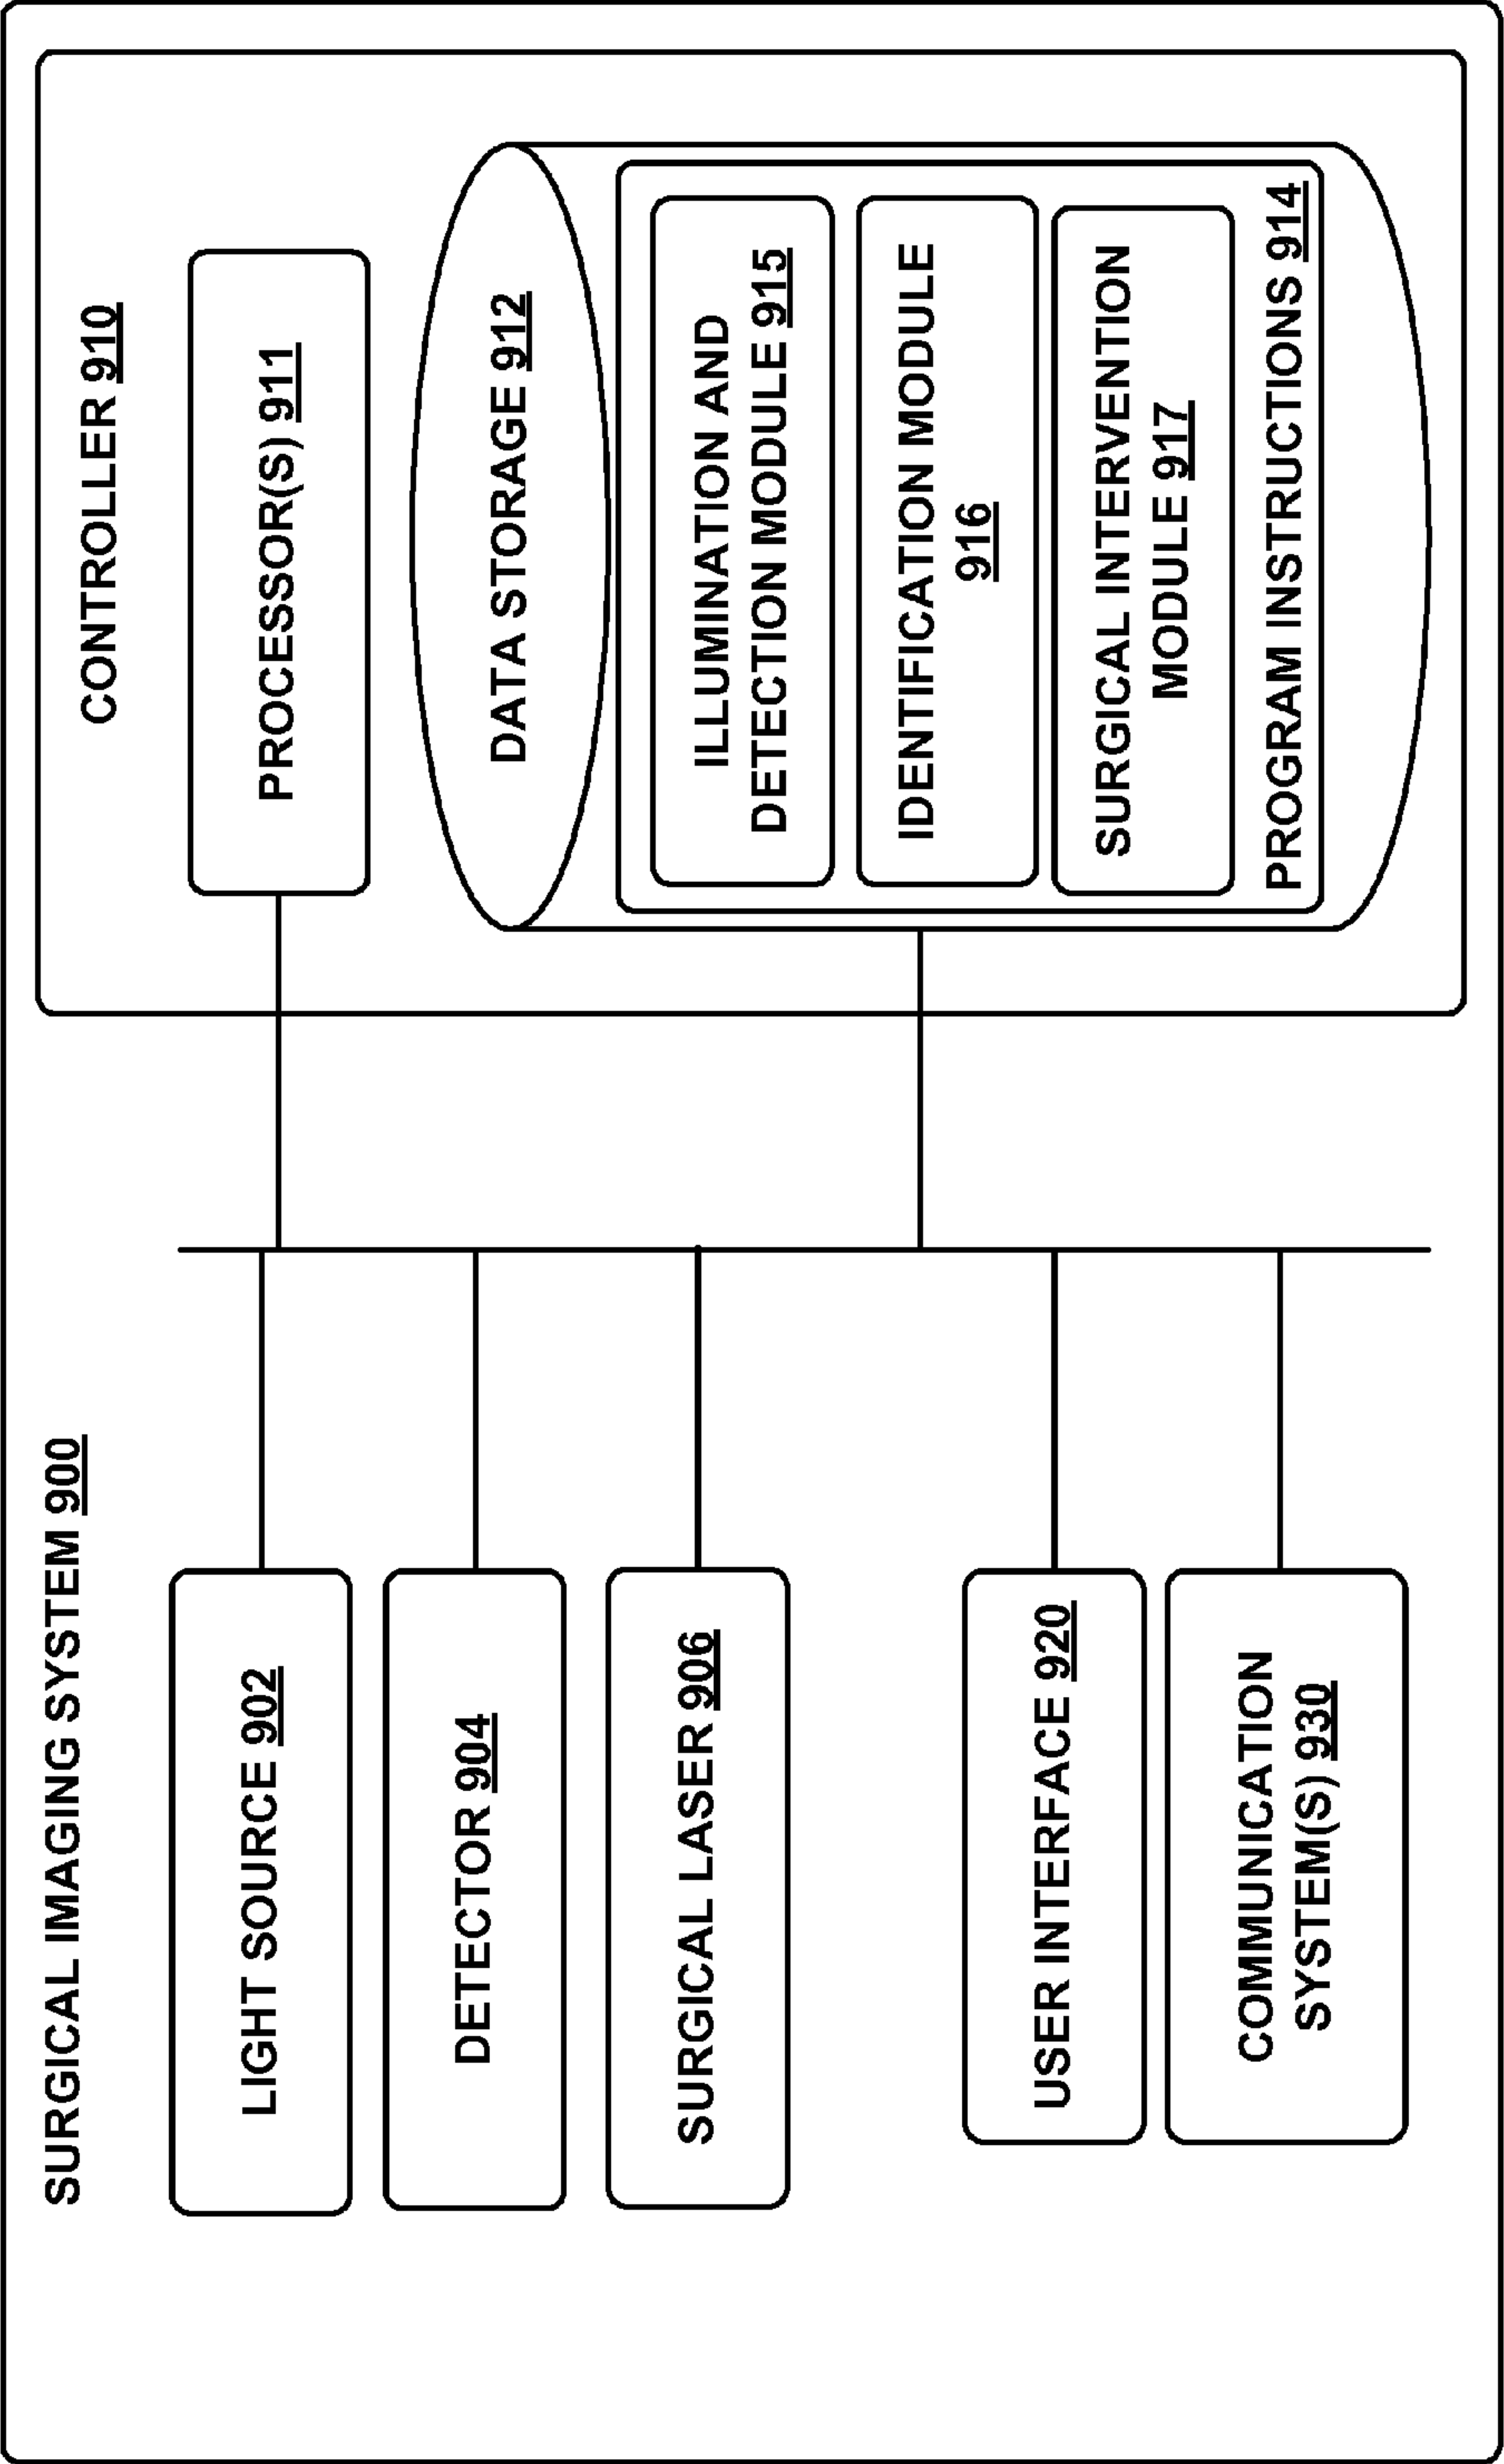 SURGICAL IMAGING SYSTEM 900
LIGHT SOURCE 902
DETECTOR 904
SURGICAL LASER 906
USER INTERFACE 920
COMMUNICATION
SYSTEM(S) 930
CONTROLLER 910
PROCESSOR(S) 911
DATA STORAGE 912
ILLUMINATION AND
DETECTION MODULE 915
IDENTIFICATION MODULE
916
SURGICAL INTERVENTION
MODULE 917
PROGRAM INSTRUCTIONS 914